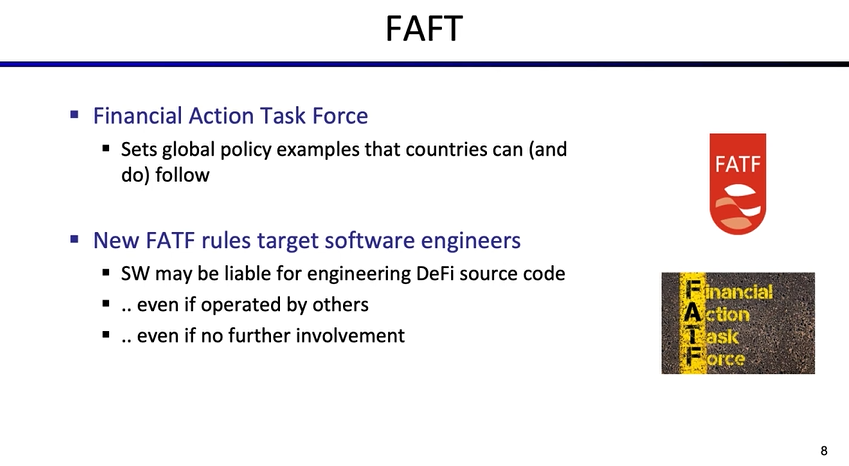 FAFT
Financial Action Task Force
Sets global policy examples that countries can (and
do) follow
FATF
New FATF rules target software engineers
SW may be liable for engineering DeFi source code
.. even if operated by others
.. even if no further involvement
Financial
Action
Task
Force
8